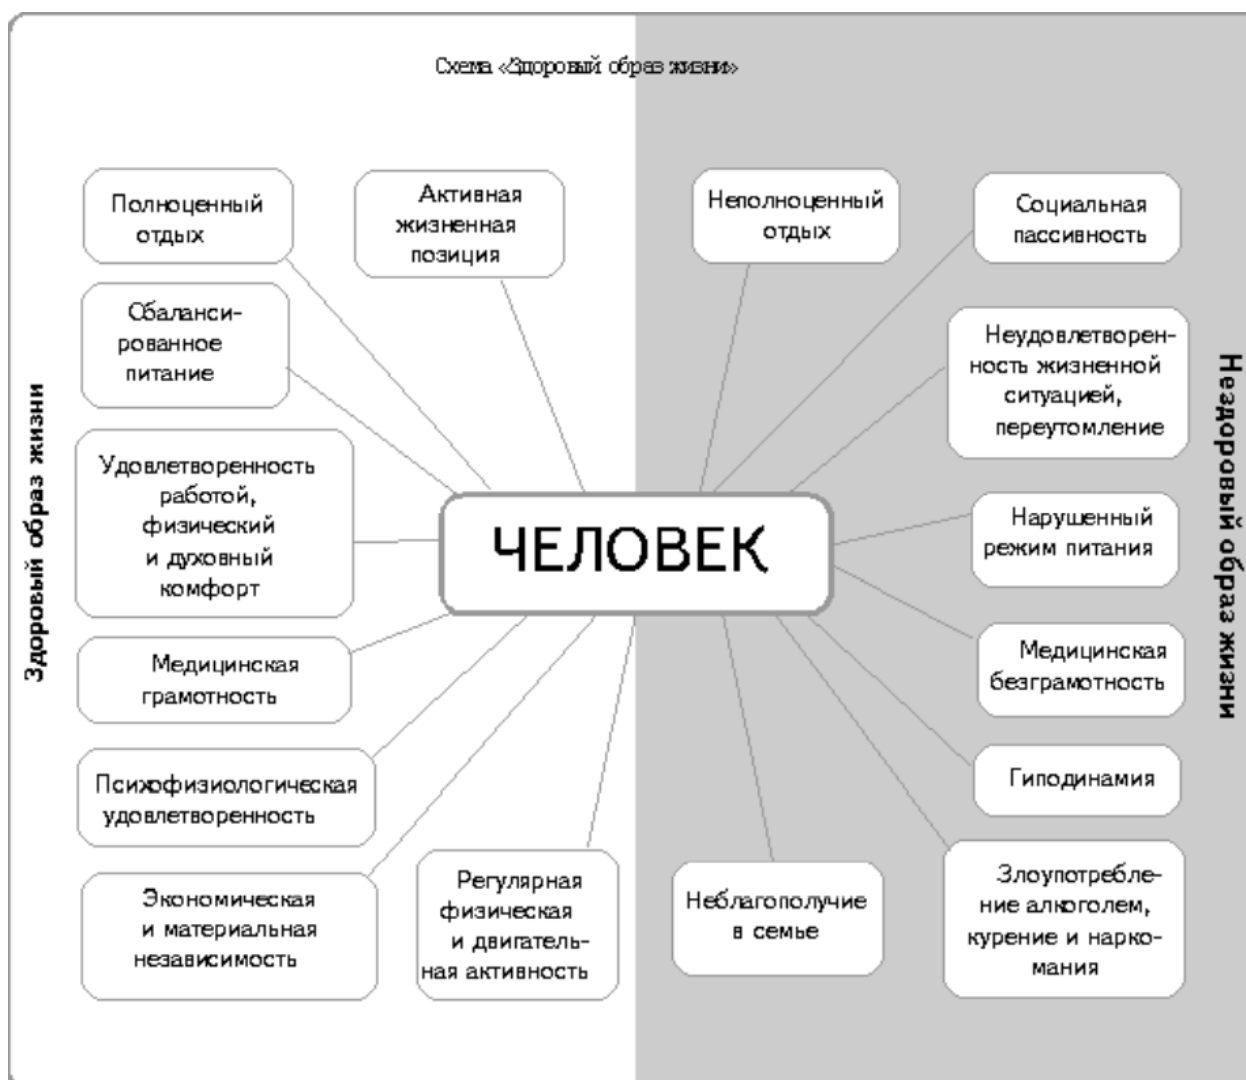 Схема «Здоровый образ жизни»
Здоровый образ жизни
Полноценный
отдых
Активная
жизненная
позиция
Сбаланси-
рованное
питание
Удовлетворенность
работой,
физический
и духовный
комфорт
Медицинская
грамотность
Психофизиологическая
удовлетворенность
Экономическая
и материальная
независимость
Регулярная
физическая
и двигатель-
ная активность
ЧЕЛОВЕК
Неполноценный
отдых
Социальная
пассивность
Неудовлетворен-
ность жизненной
ситуацией,
переутомление
Нарушенный
режим питания
Медицинская
безграмотность
Гиподинамия
Злоупотребле-
ние алкоголем,
курение и нарко-
мания
Неблагополучие
в семье
Нездоровый образ жизни